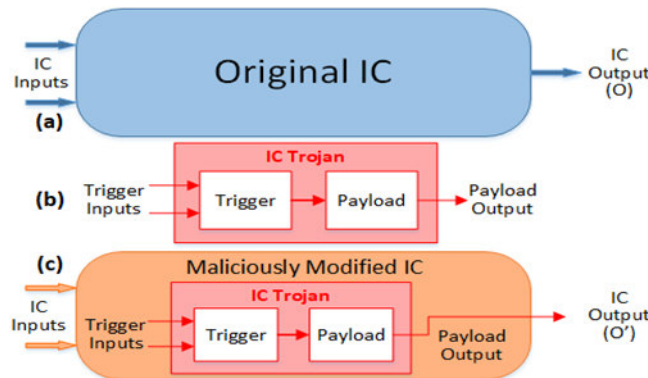 IC
Inputs
(a)
Original IC
IC
Output
(O)
(b)
Trigger
Inputs
IC Trojan
Trigger
Payload
Payload
Output
(c)
Maliciously Modified IC
IC
Inputs
Trigger
Inputs
IC Trojan
Trigger
Payload
Payload
Output
IC
Output
(O')